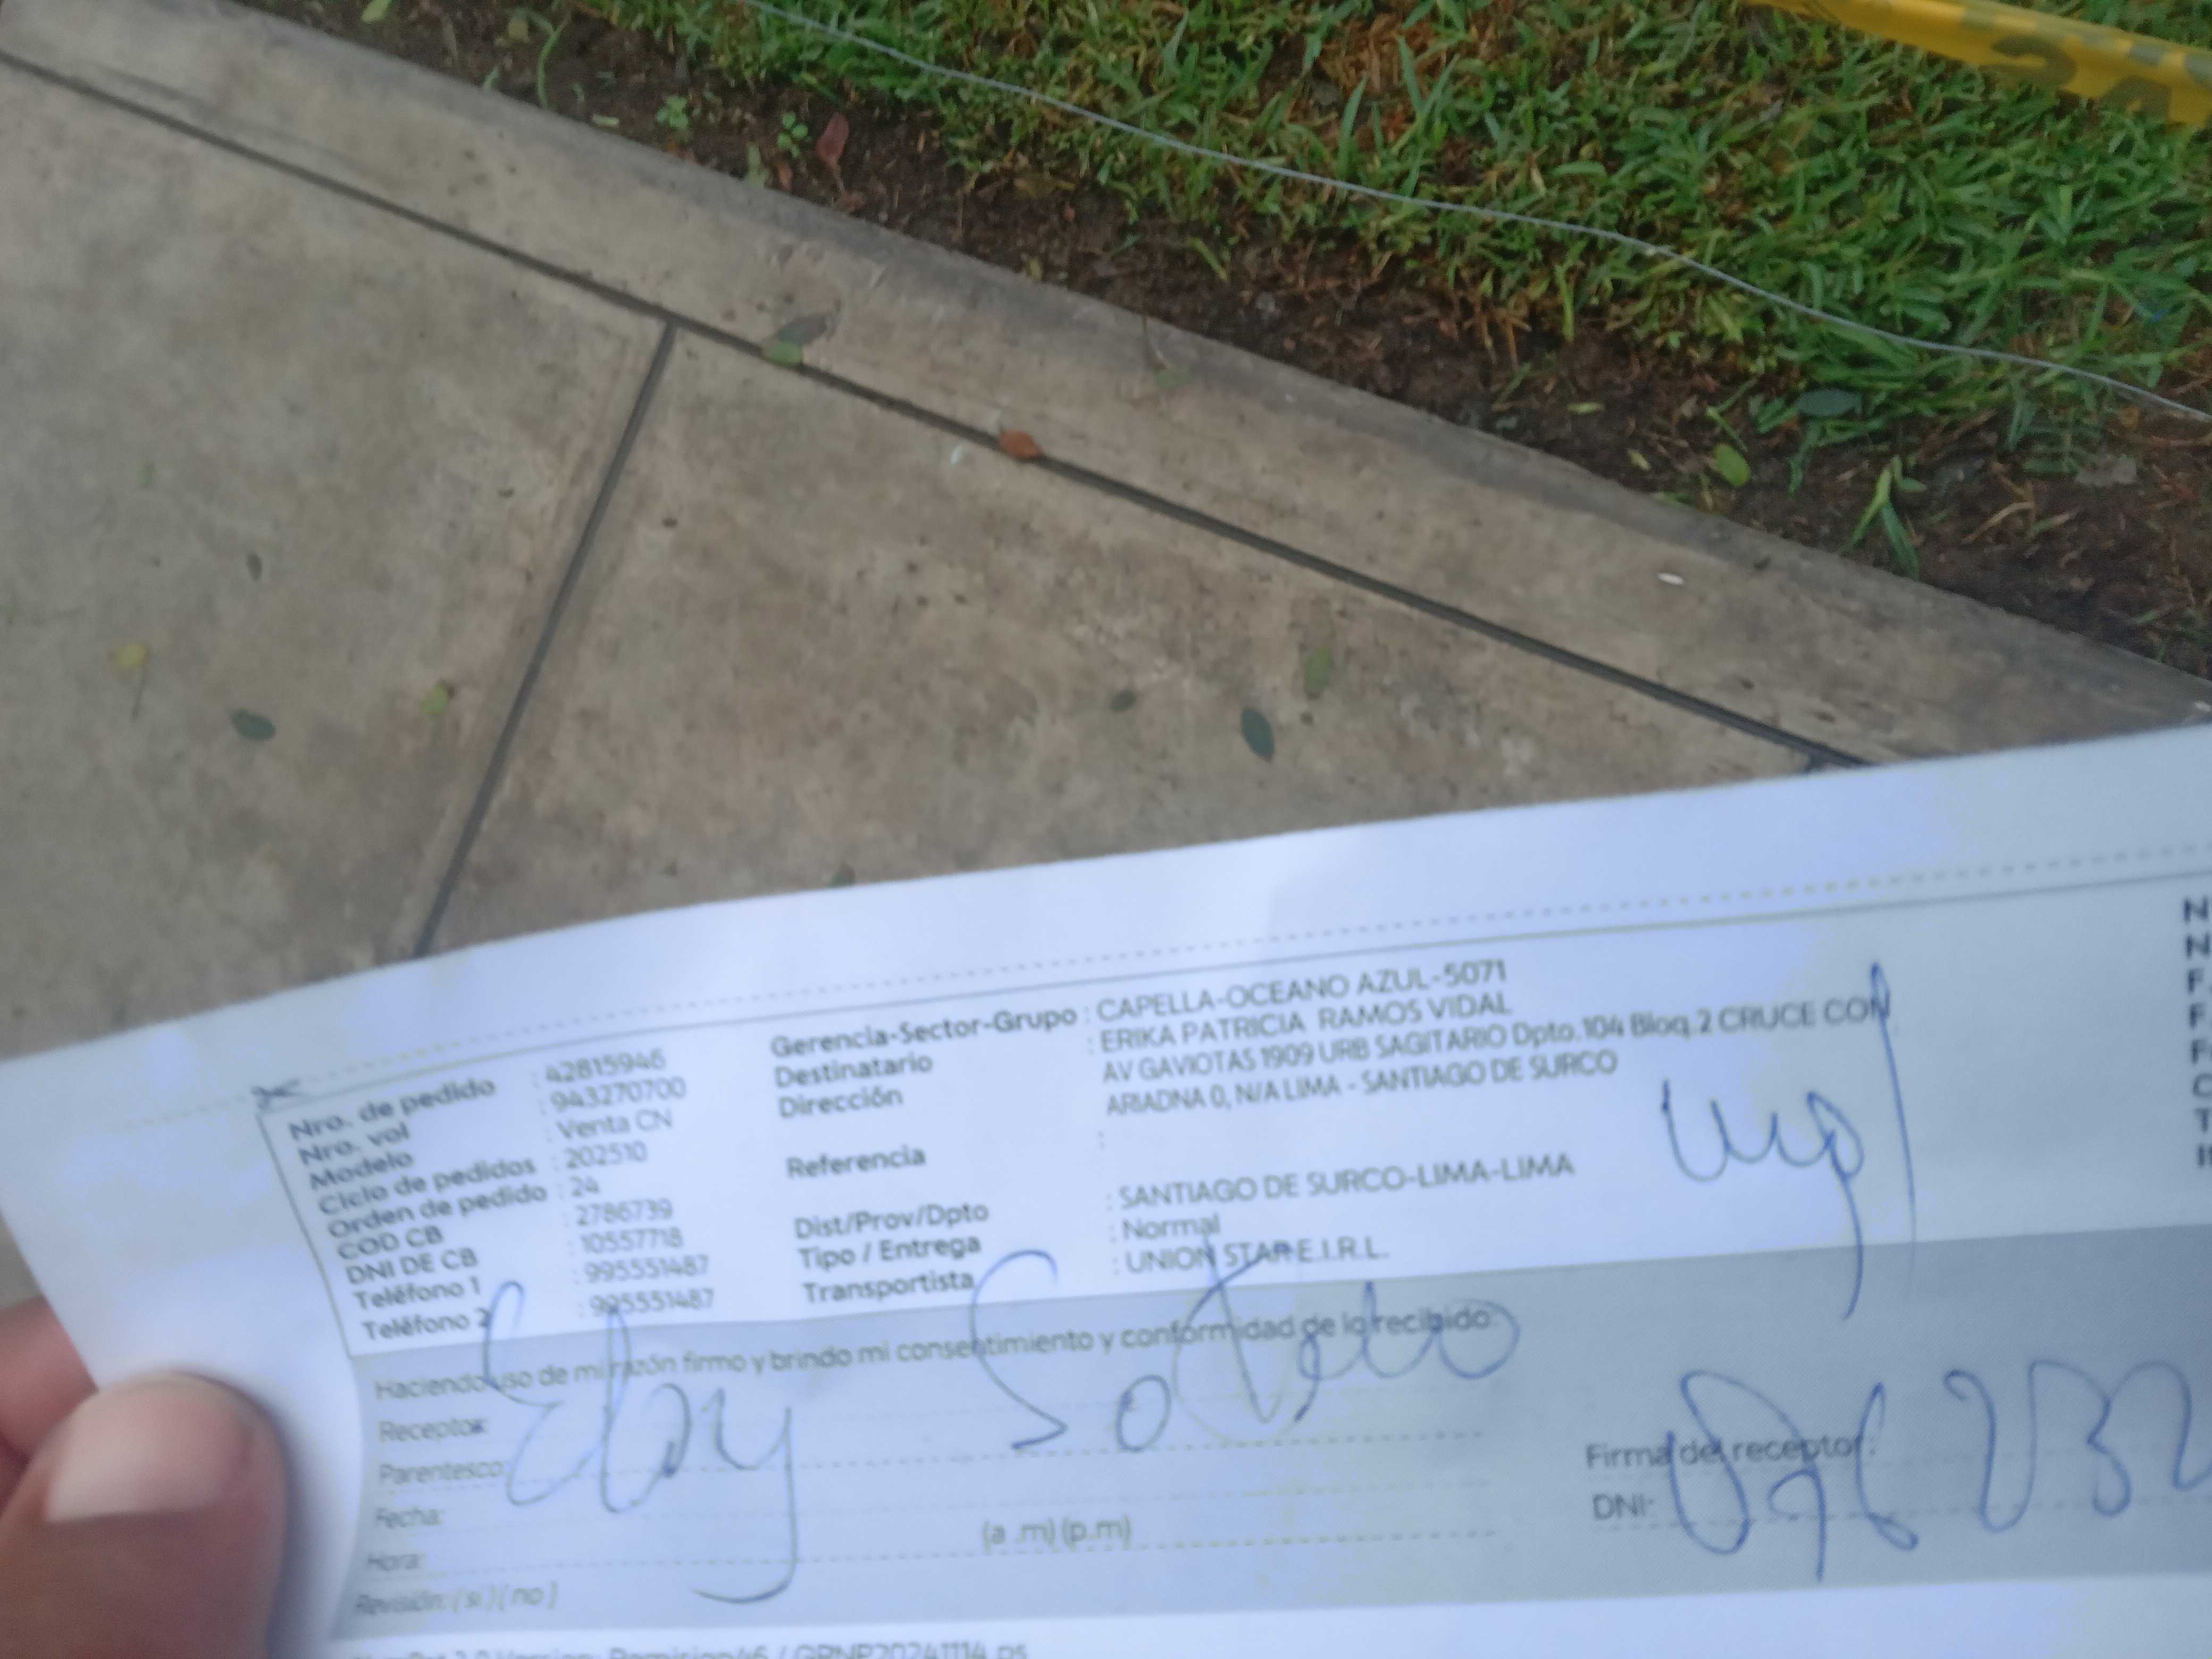 Nro. de pedido : 42815946
Nro. vol : 943270700
Modelo : Venta CN
Ciclo de pedidos : 202510
Orden de pedido : 24
COD CB : 2786739
DNI DE CB : 10557718
Teléfono 1 : 995551487
Teléfono 2 : 995551487
Gerencia-Sector-Grupo : CAPELLA-OCEANO AZUL-5071
Destinatario : ERIKA PATRICIA RAMOS VIDAL
Dirección : AV GAVIOTAS 1909 URB SAGITARIO Dpto.104 Bloq.2 CRUCE CON
ARIADNA 0, N/A LIMA - SANTIAGO DE SURCO
Referencia :
Dist/Prov/Dpto : SANTIAGO DE SURCO-LIMA-LIMA
Tipo / Entrega : Normal
Transportista : UNION STAR E.I.R.L.
Haciendo uso de mi razón firmo y brindo mi consentimiento y conformidad de lo recibido:
Receptor:
Eloy Sotelo
Parentesco:
Fecha:
Hora: (a .m) (p.m)
Revisión: ( si ) ( no )
Firma del receptor:
DNI: